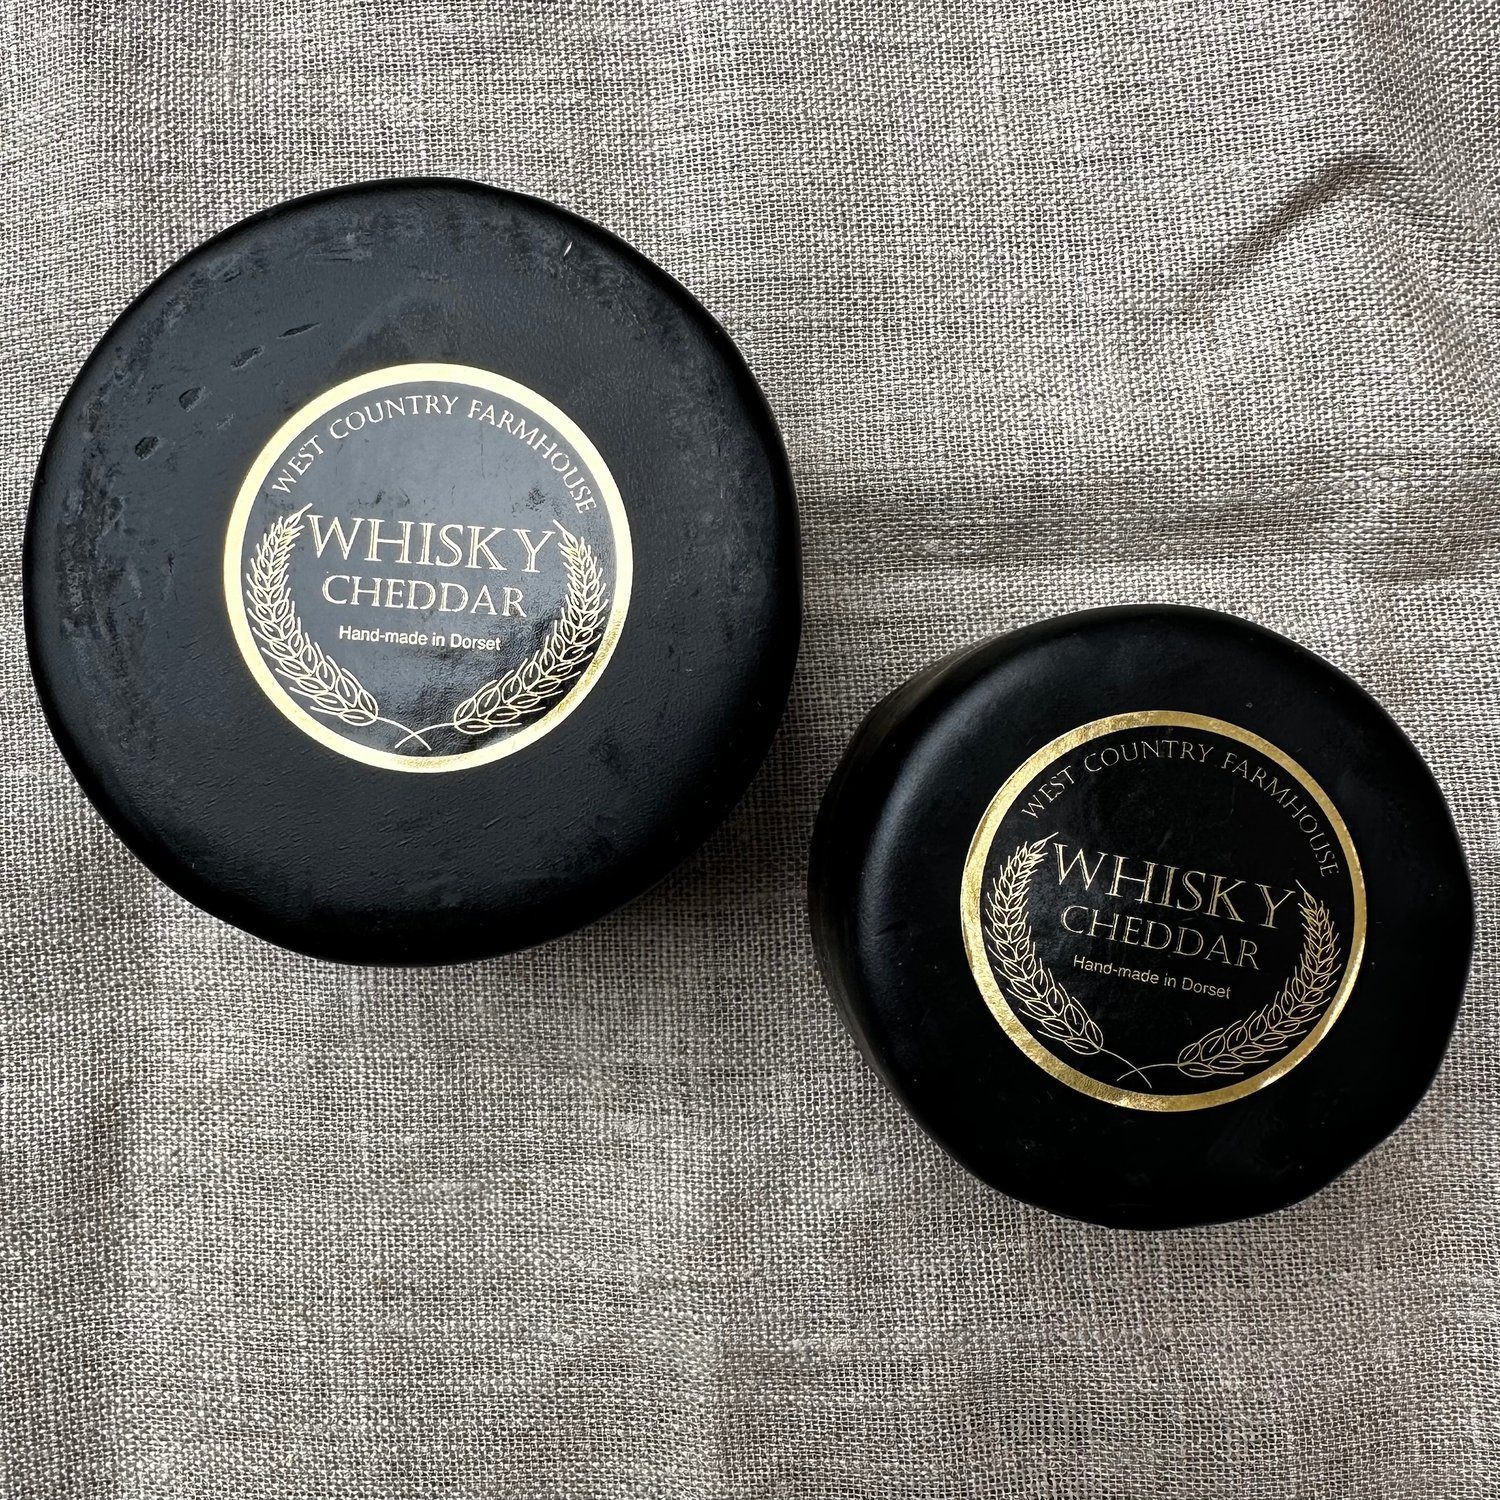 WEST COUNTRY FARMHOUSE
WHISKY
CHEDDAR
Hand-made in Dorset
WEST COUNTRY FARMHOUSE
WHISKY
CHEDDAR
Hand-made in Dorset